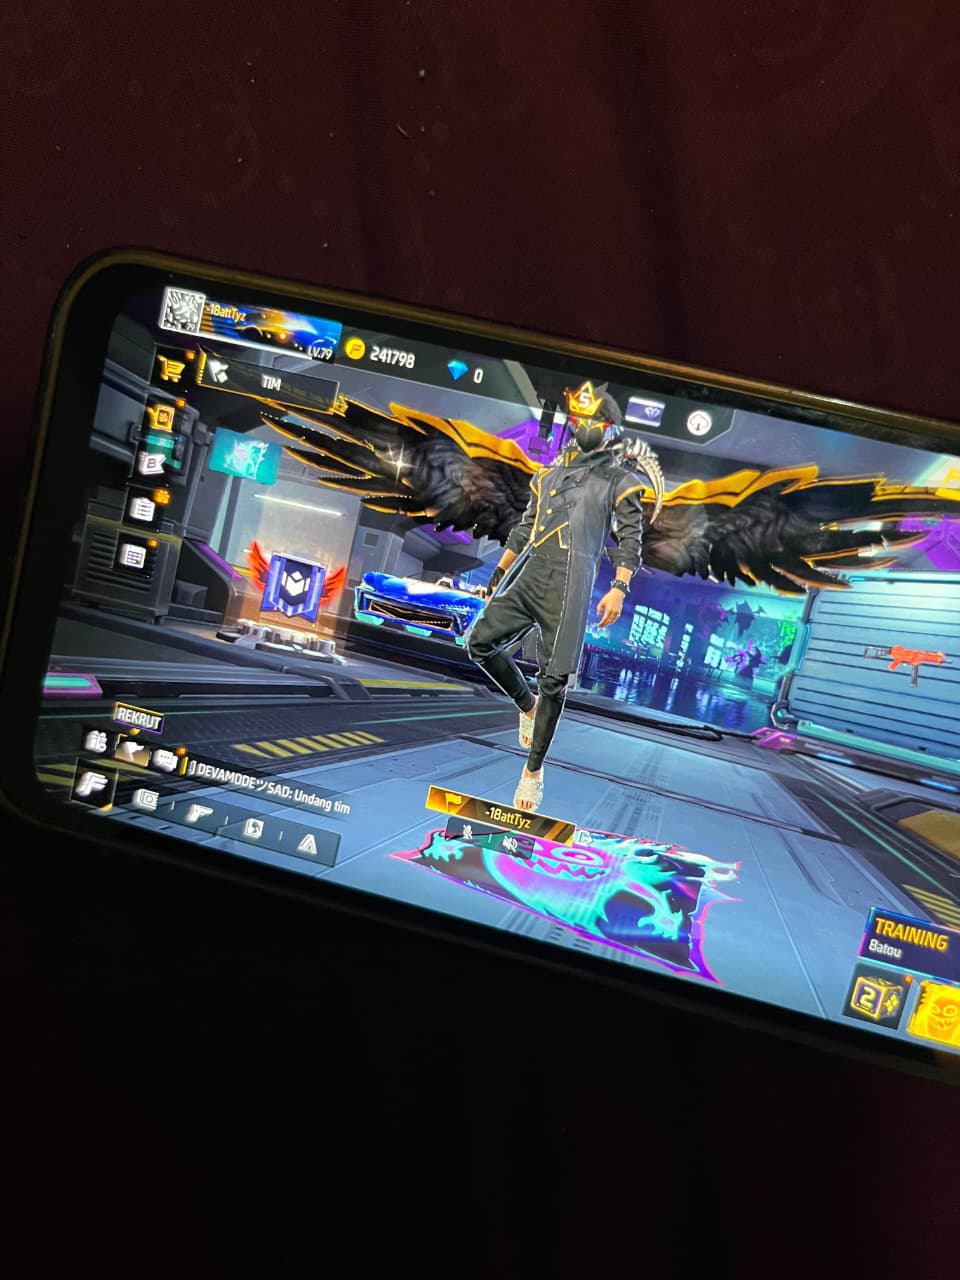 -1BattTyz
LV.79
241798
0
TIM
S
REKRUT
[] DEVAMODEツSAD: Undang tim
-1BattTyz
TRAINING
Batou
2